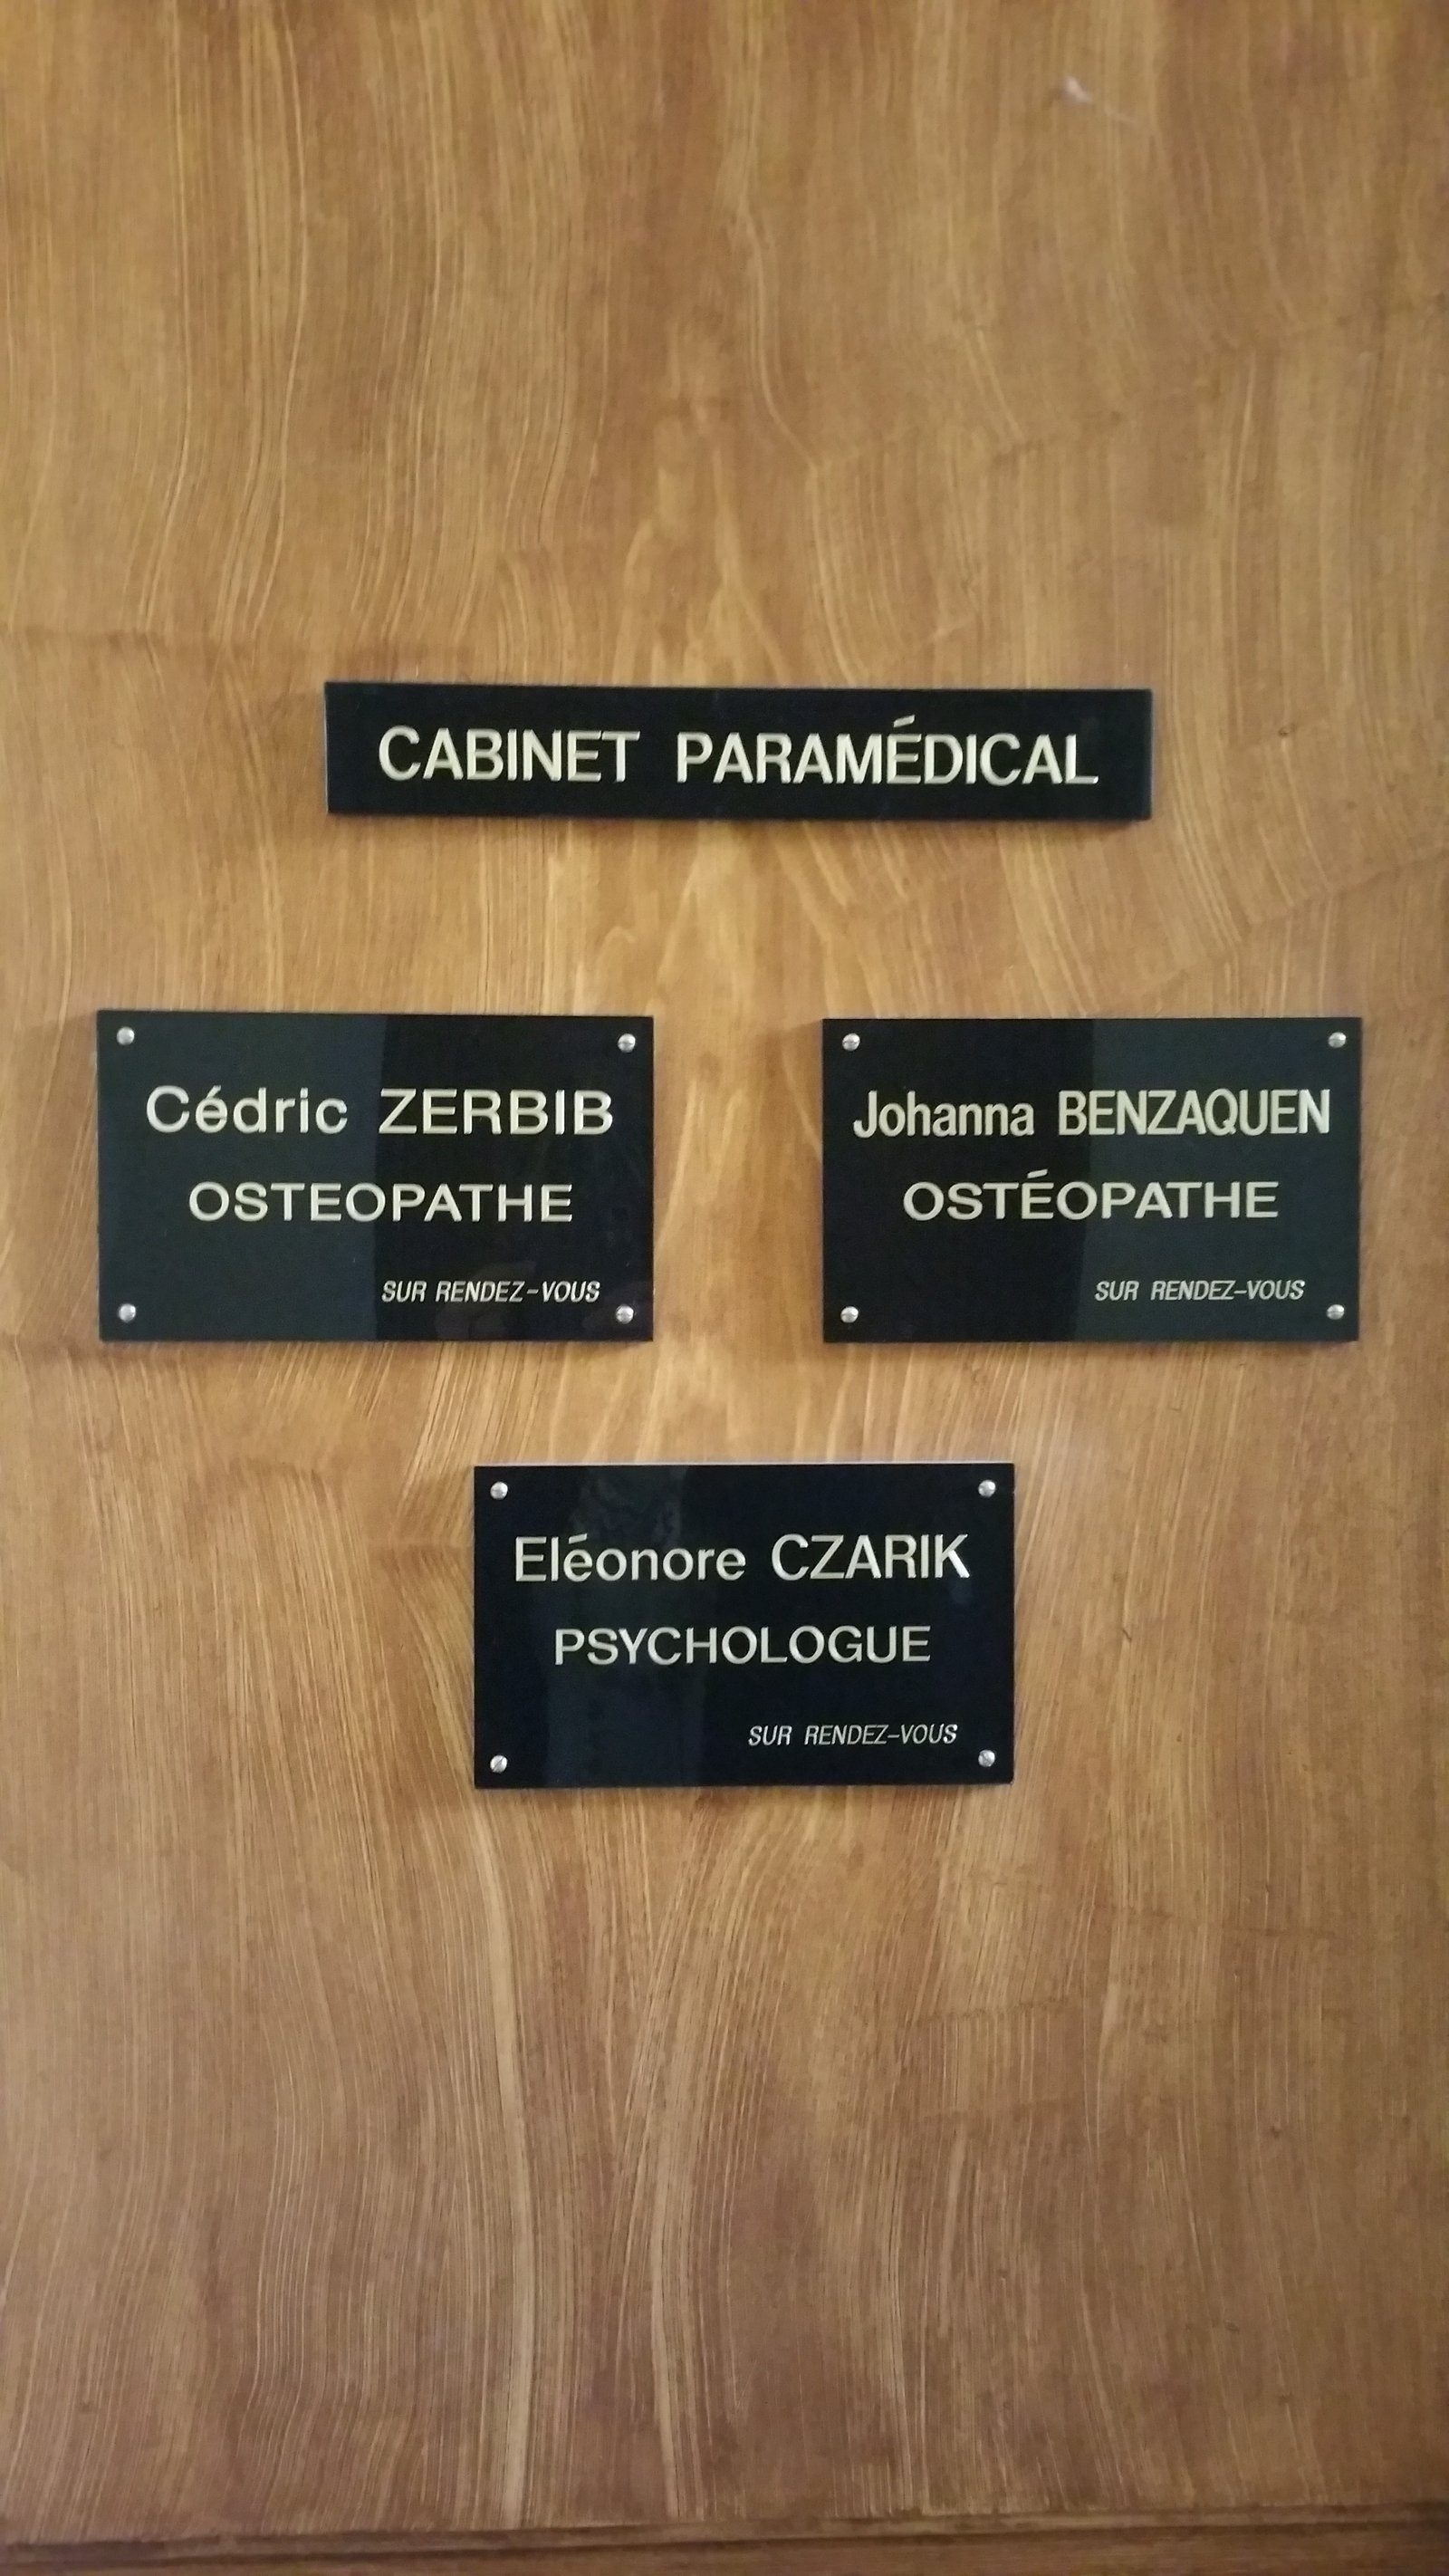 CABINET PARAMÉDICAL
Cédric ZERBIB
OSTEOPATHE
SUR RENDEZ-VOUS
Johanna BENZAQUEN
OSTÉOPATHE
SUR RENDEZ-VOUS
Eléonore CZARIK
PSYCHOLOGUE
SUR RENDEZ-VOUS